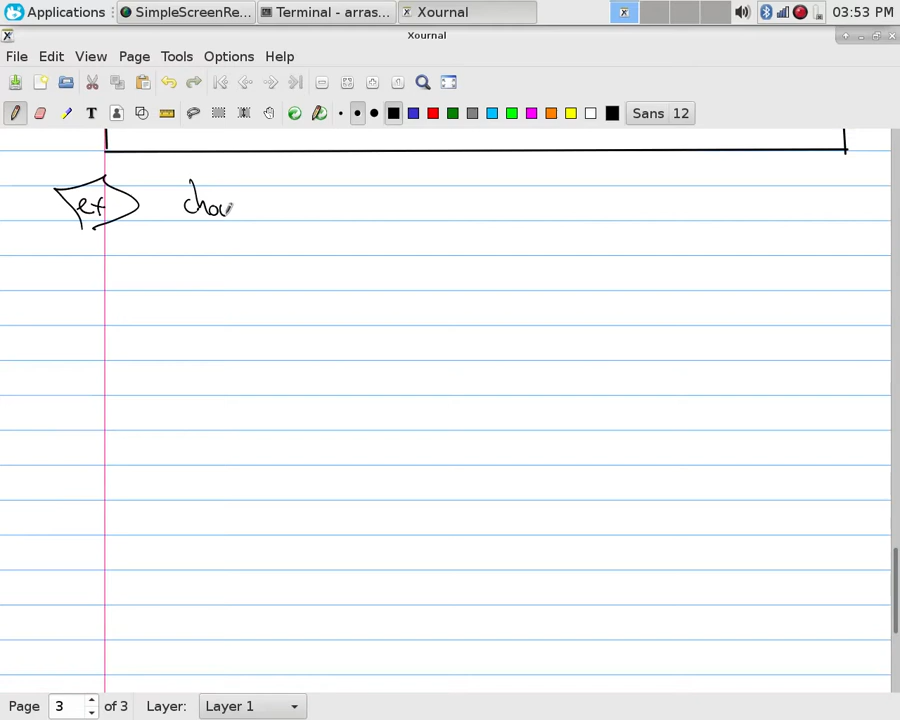 Applications SimpleScreenRe... Terminal - arras... Xournal 03:53 PM
Xournal
File Edit View Page Tools Options Help
T Sans 12
ex
Page 3 of 3 Layer: Layer 1